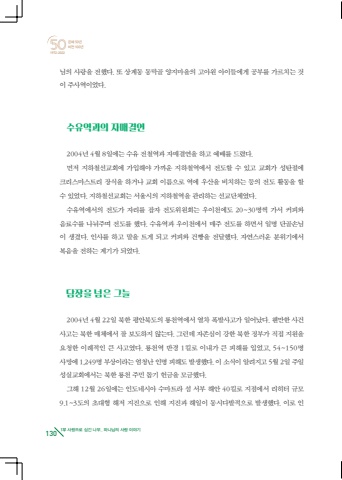 50
님의 사랑을 전했다. 또 상계동 동막골 양지마을의 고아원 아이들에게 공부를 가르치는 것
이 주사역이었다.
수유역과의 자매결연
2004년 4월 8일에는 수유 전철역과 자매결연을 하고 예배를 드렸다.
먼저 지하철선교회에 가입해야 가까운 지하철역에서 전도할 수 있고 교회가 성탄절에
크리스마스트리 장식을 하거나 교회 이름으로 역에 우산을 비치하는 등의 전도 활동을 할
수 있었다. 지하철선교회는 서울시의 지하철역을 관리하는 선교단체였다.
수유역에서의 전도가 자리를 잡자 전도위원회는 우이천에도 20~30명씩 가서 커피와
음료수를 나눠주며 전도를 했다. 수유역과 우이천에서 매주 전도를 하면서 일명 단골손님
이 생겼다. 인사를 하고 말을 트게 되고 커피와 건빵을 전달했다. 자연스러운 분위기에서
복음을 전하는 계기가 되었다.
담장을 넘은 그늘
2004년 4월 22일 북한 평안북도의 룡천역에서 열차 폭발사고가 일어났다. 웬만한 사건
사고는 북한 매체에서 잘 보도하지 않는다. 그런데 자존심이 강한 북한 정부가 직접 지원을
요청한 이례적인 큰 사고였다. 룡천역 반경 1킬로 이내가 큰 피해를 입었고, 54~150명
사망에 1,249명 부상이라는 엄청난 인명 피해도 발생했다. 이 소식이 알려지고 5월 2일 주일
성실교회에서는 북한 룡천 주민 돕기 헌금을 모금했다.
그해 12월 26일에는 인도네시아 수마트라 섬 서부 해안 40킬로 지점에서 리히터 규모
9.1~3도의 초대형 해저 지진으로 인해 지진과 해일이 동시다발적으로 발생했다. 이로 인
130
1부 사랑으로 심긴 나무, 하나님의 사랑 이야기